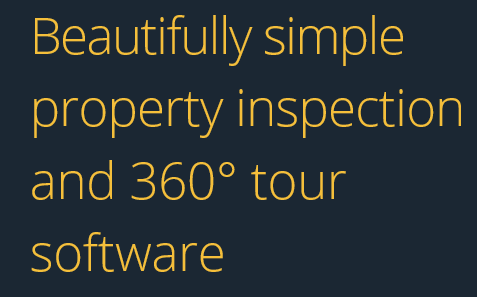 Beautifully simple
property inspection
and 360° tour
software